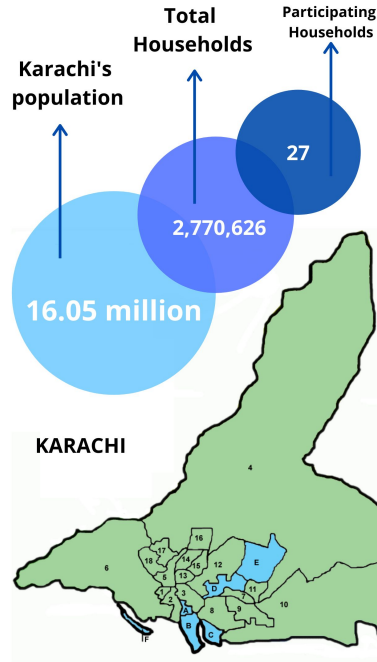 Total
Households
Participating
Households
Karachi's
population
27
2,770,626
16.05 million
KARACHI
4
16
17
18
14
15
12
E
6
5
13
D
11
1
2
3
7
10
A
8
9
B
C
F